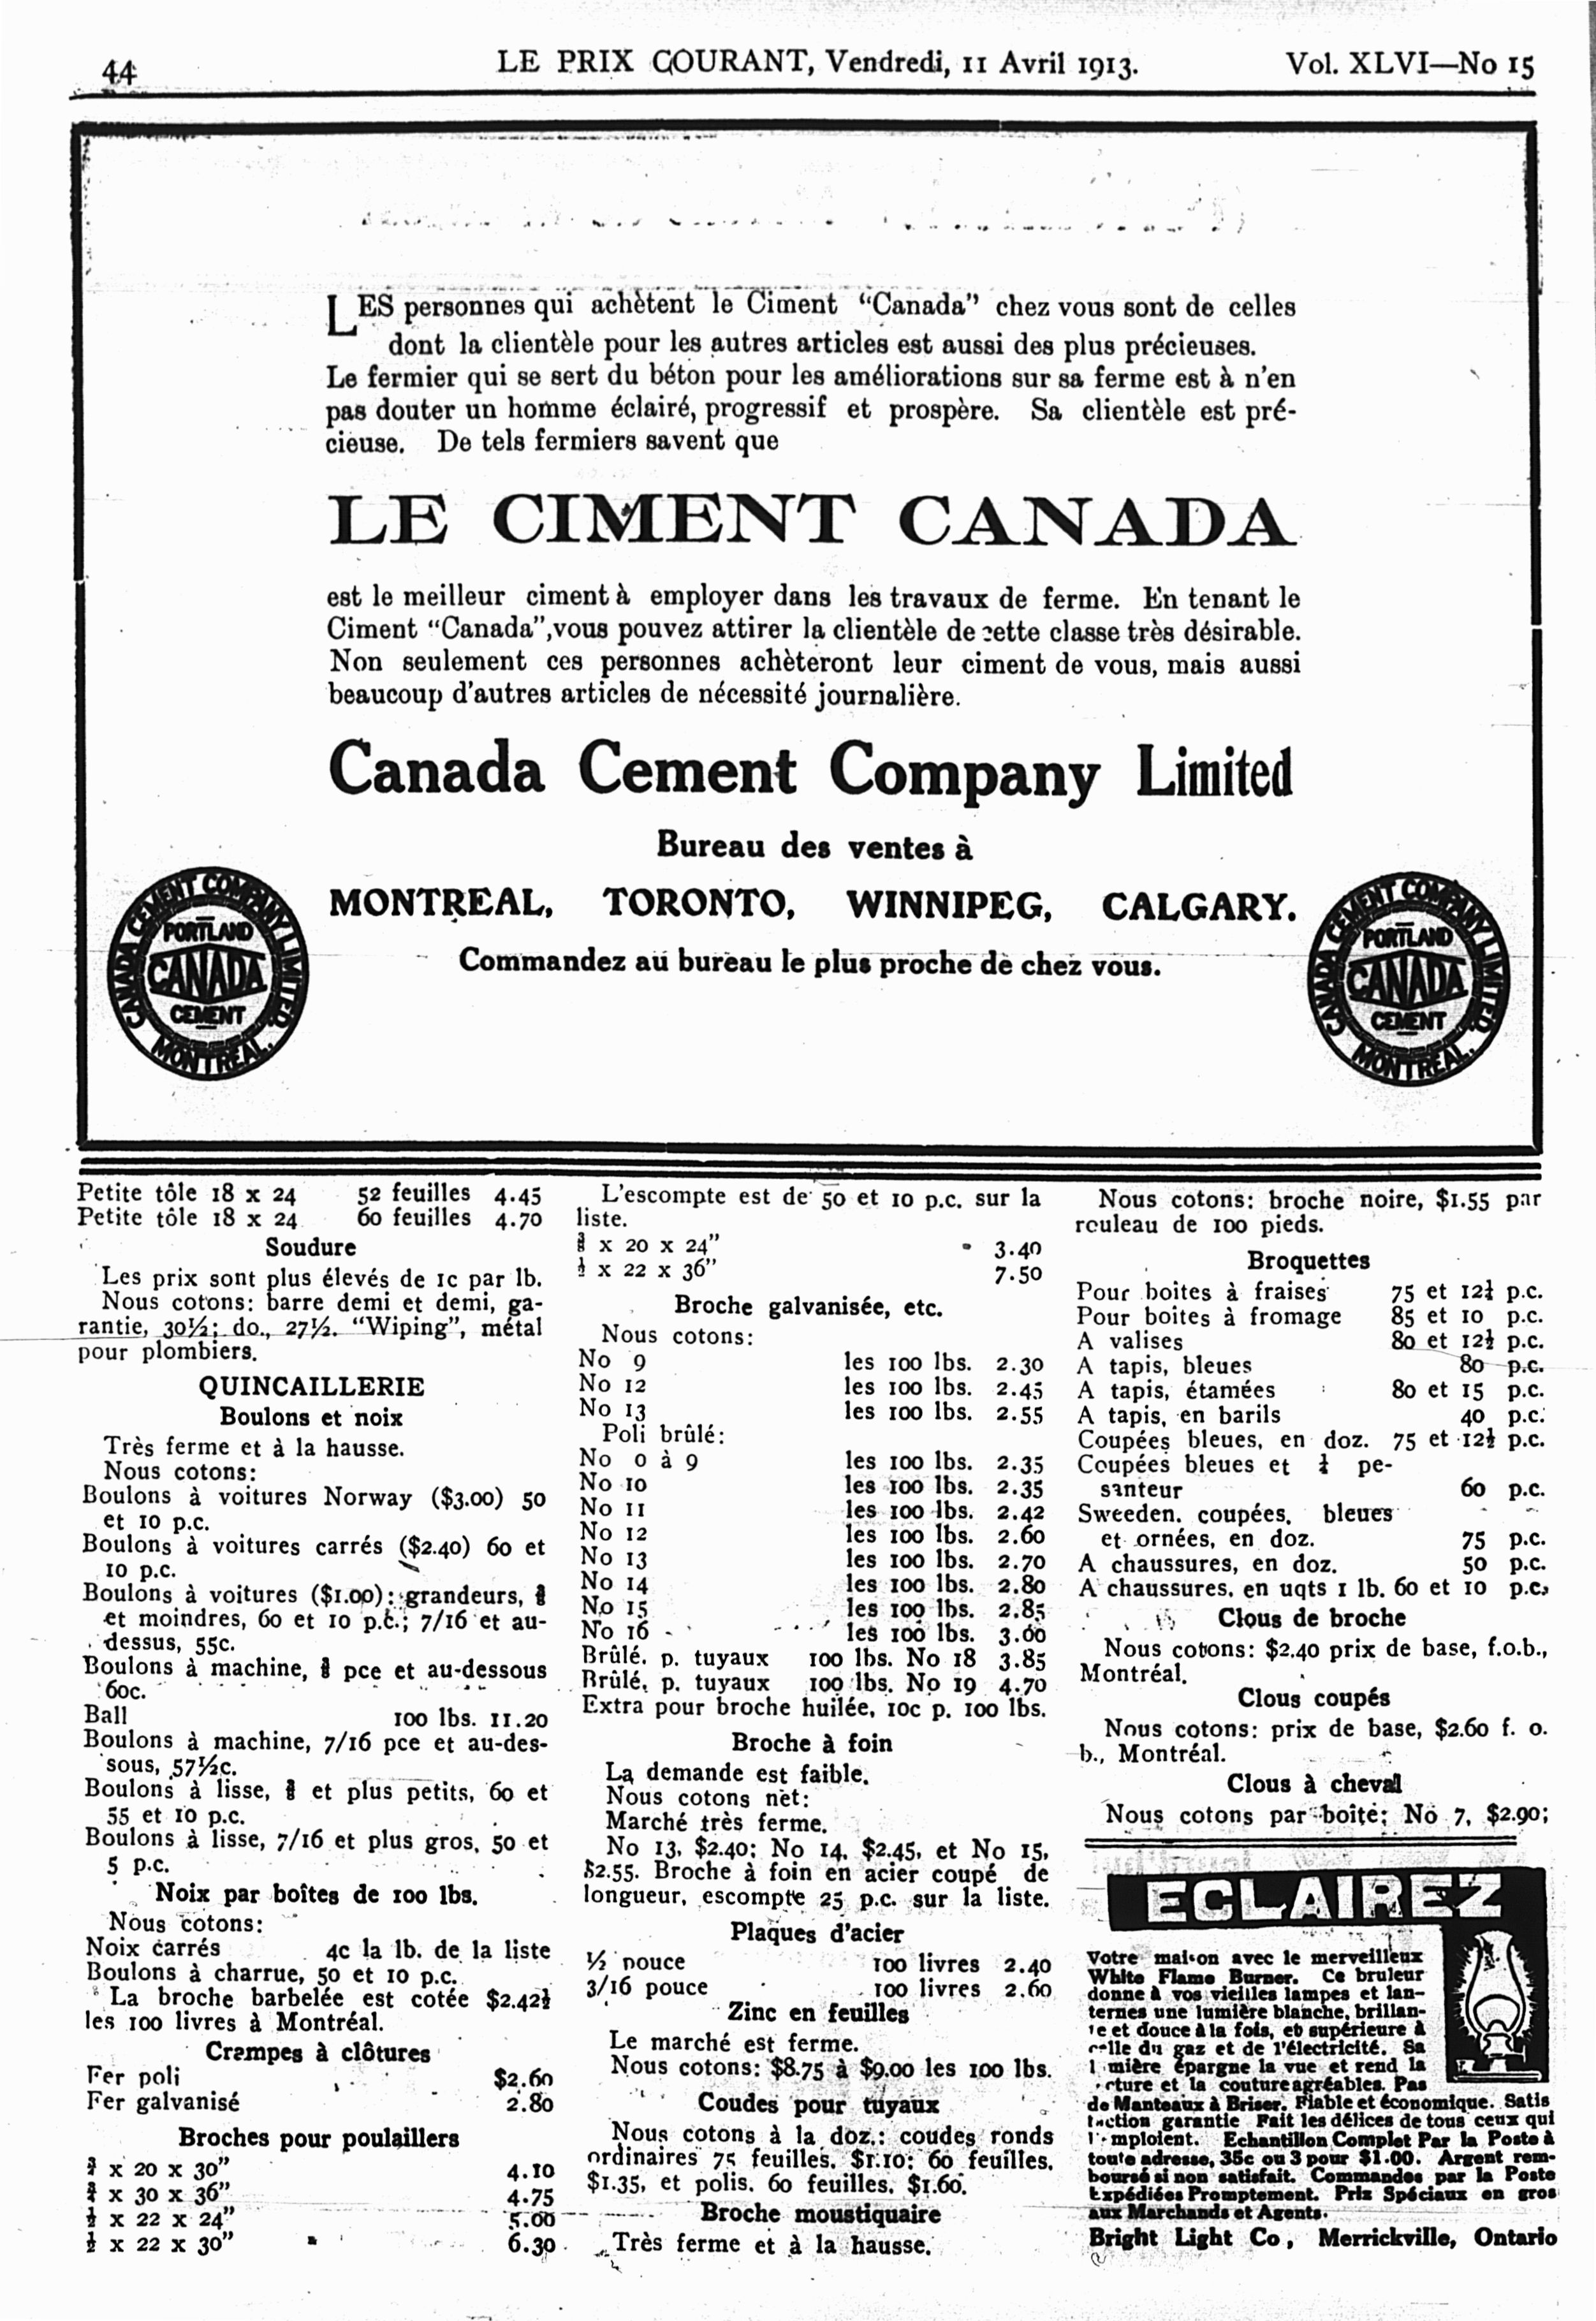 44
LE PRIX COURANT, Vendredi, 11 Avril 1913.
Vol. XLVI—No 15
LES personnes qui achètent le Ciment "Canada" chez vous sont de celles
dont la clientèle pour les autres articles est aussi des plus précieuses.
Le fermier qui se sert du béton pour les améliorations sur sa ferme est à n'en
pas douter un homme éclairé, progressif et prospère. Sa clientèle est pré-
cieuse. De tels fermiers savent que
LE CIMENT CANADA
est le meilleur ciment à employer dans les travaux de ferme. En tenant le
Ciment "Canada", vous pouvez attirer la clientèle de cette classe très désirable.
Non seulement ces personnes achèteront leur ciment de vous, mais aussi
beaucoup d'autres articles de nécessité journalière.
Canada Cement Company Limited
Bureau des ventes à
MONTREAL, TORONTO, WINNIPEG, CALGARY.
Commandez au bureau le plus proche de chez vous.
CANADA CEMENT COMPANY LIMITED.
PORTLAND
CANADA
CEMENT
MONTREAL.
CANADA CEMENT COMPANY LIMITED.
PORTLAND
CANADA
CEMENT
MONTREAL.
Petite tôle 18 x 24 52 feuilles 4.45
Petite tôle 18 x 24 60 feuilles 4.70
Soudure
Les prix sont plus élevés de 1c par lb.
Nous cotons: barre demi et demi, ga-
rantie, 30½; do., 27½. "Wiping", métal
pour plombiers.
QUINCAILLERIE
Boulons et noix
Très ferme et à la hausse.
Nous cotons:
Boulons à voitures Norway ($3.00) 50
et 10 p.c.
Boulons à voitures carrés ($2.40) 60 et
10 p.c.
Boulons à voitures ($1.00): grandeurs, ⅜
et moindres, 60 et 10 p.c.; 7/16 et au-
dessus, 55c.
Boulons à machine, ⅜ pce et au-dessous
60c.
Ball 100 lbs. 11.20
Boulons à machine, 7/16 pce et au-des-
sous, 57½c.
Boulons à lisse, ⅜ et plus petits, 60 et
55 et 10 p.c.
Boulons à lisse, 7/16 et plus gros, 50 et
5 p.c.
Noix par boîtes de 100 lbs.
Nous cotons:
Noix carrés 4c la lb. de la liste
Boulons à charrue, 50 et 10 p.c.
La broche barbelée est cotée $2.42½
les 100 livres à Montréal.
Crampes à clôtures
Fer poli $2.60
Fer galvanisé 2.80
Broches pour poulaillers
¾ x 20 x 30" 4.10
¾ x 30 x 36" 4.75
½ x 22 x 24" 5.00
½ x 22 x 30" 6.30
L'escompte est de 50 et 10 p.c. sur la
liste.
x 20 x 24" 3.40
½ x 22 x 36" 7.50
Broche galvanisée, etc.
Nous cotons:
No 9 les 100 lbs. 2.30
No 12 les 100 lbs. 2.45
No 13 les 100 lbs. 2.55
Poli brûlé:
No 0 à 9 les 100 lbs. 2.35
No 10 les 100 lbs. 2.35
No 11 les 100 lbs. 2.42
No 12 les 100 lbs. 2.60
No 13 les 100 lbs. 2.70
No 14 les 100 lbs. 2.80
No 15 les 100 lbs. 2.85
No 16 les 100 lbs. 3.00
Brûlé, p. tuyaux 100 lbs. No 18 3.85
Brûlé, p. tuyaux 100 lbs. No 19 4.70
Extra pour broche huilée, 10c p. 100 lbs.
Broche à foin
La demande est faible.
Nous cotons net:
Marché très ferme.
No 13, $2.40; No 14, $2.45, et No 15,
$2.55. Broche à foin en acier coupé de
longueur, escompte 25 p.c. sur la liste.
Plaques d'acier
½ pouce 100 livres 2.40
3/16 pouce 100 livres 2.60
Zinc en feuilles
Le marché est ferme.
Nous cotons: $8.75 à $9.00 les 100 lbs.
Coudes pour tuyaux
Nous cotons à la doz.: coudes ronds
ordinaires 75 feuilles, $1.10; 60 feuilles,
$1.35, et polis, 60 feuilles, $1.60.
Broche moustiquaire
Très ferme et à la hausse.
Nous cotons: broche noire, $1.55 par
rouleau de 100 pieds.
Broquettes
Pour boites à fraises 75 et 12½ p.c.
Pour boites à fromage 85 et 10 p.c.
A valises 80 et 12½ p.c.
A tapis, bleues 80 p.c.
A tapis, étamées 80 et 15 p.c.
A tapis, en barils 40 p.c.
Coupées bleues, en doz. 75 et 12½ p.c.
Coupées bleues et pe-
santeur 60 p.c.
Sweeden, coupées, bleues
et ornées, en doz. 75 p.c.
A chaussures, en doz. 50 p.c.
A chaussures, en uqts 1 lb. 60 et 10 p.c.
Clous de broche
Nous cotons: $2.40 prix de base, f.o.b.,
Montréal.
Clous coupés
Nous cotons: prix de base, $2.60 f. o.
b., Montréal.
Clous à cheval
Nous cotons par boîte: No 7, $2.90;
ECLAIREZ
Votre maison avec le merveilleux
White Flame Burner. Ce bruleur
donne à vos vieilles lampes et lan-
ternes une lumière blanche, brillan-
te et douce à la fois, et supérieure à
celle du gaz et de l'électricité. Sa
lumière épargne la vue et rend la
cture et la couture agréables. Pas
de Manteaux à Briser. Fiable et économique. Satis
faction garantie Fait les délices de tous ceux qui
l'emploient. Echantillon Complet Par la Poste à
toute adresse, 35c ou 3 pour $1.00. Argent rem-
boursé si non satisfait. Commandes par la Poste
Expédiées Promptement. Prix Spéciaux en gros
aux Marchands et Agents.
Bright Light Co, Merrickville, Ontario